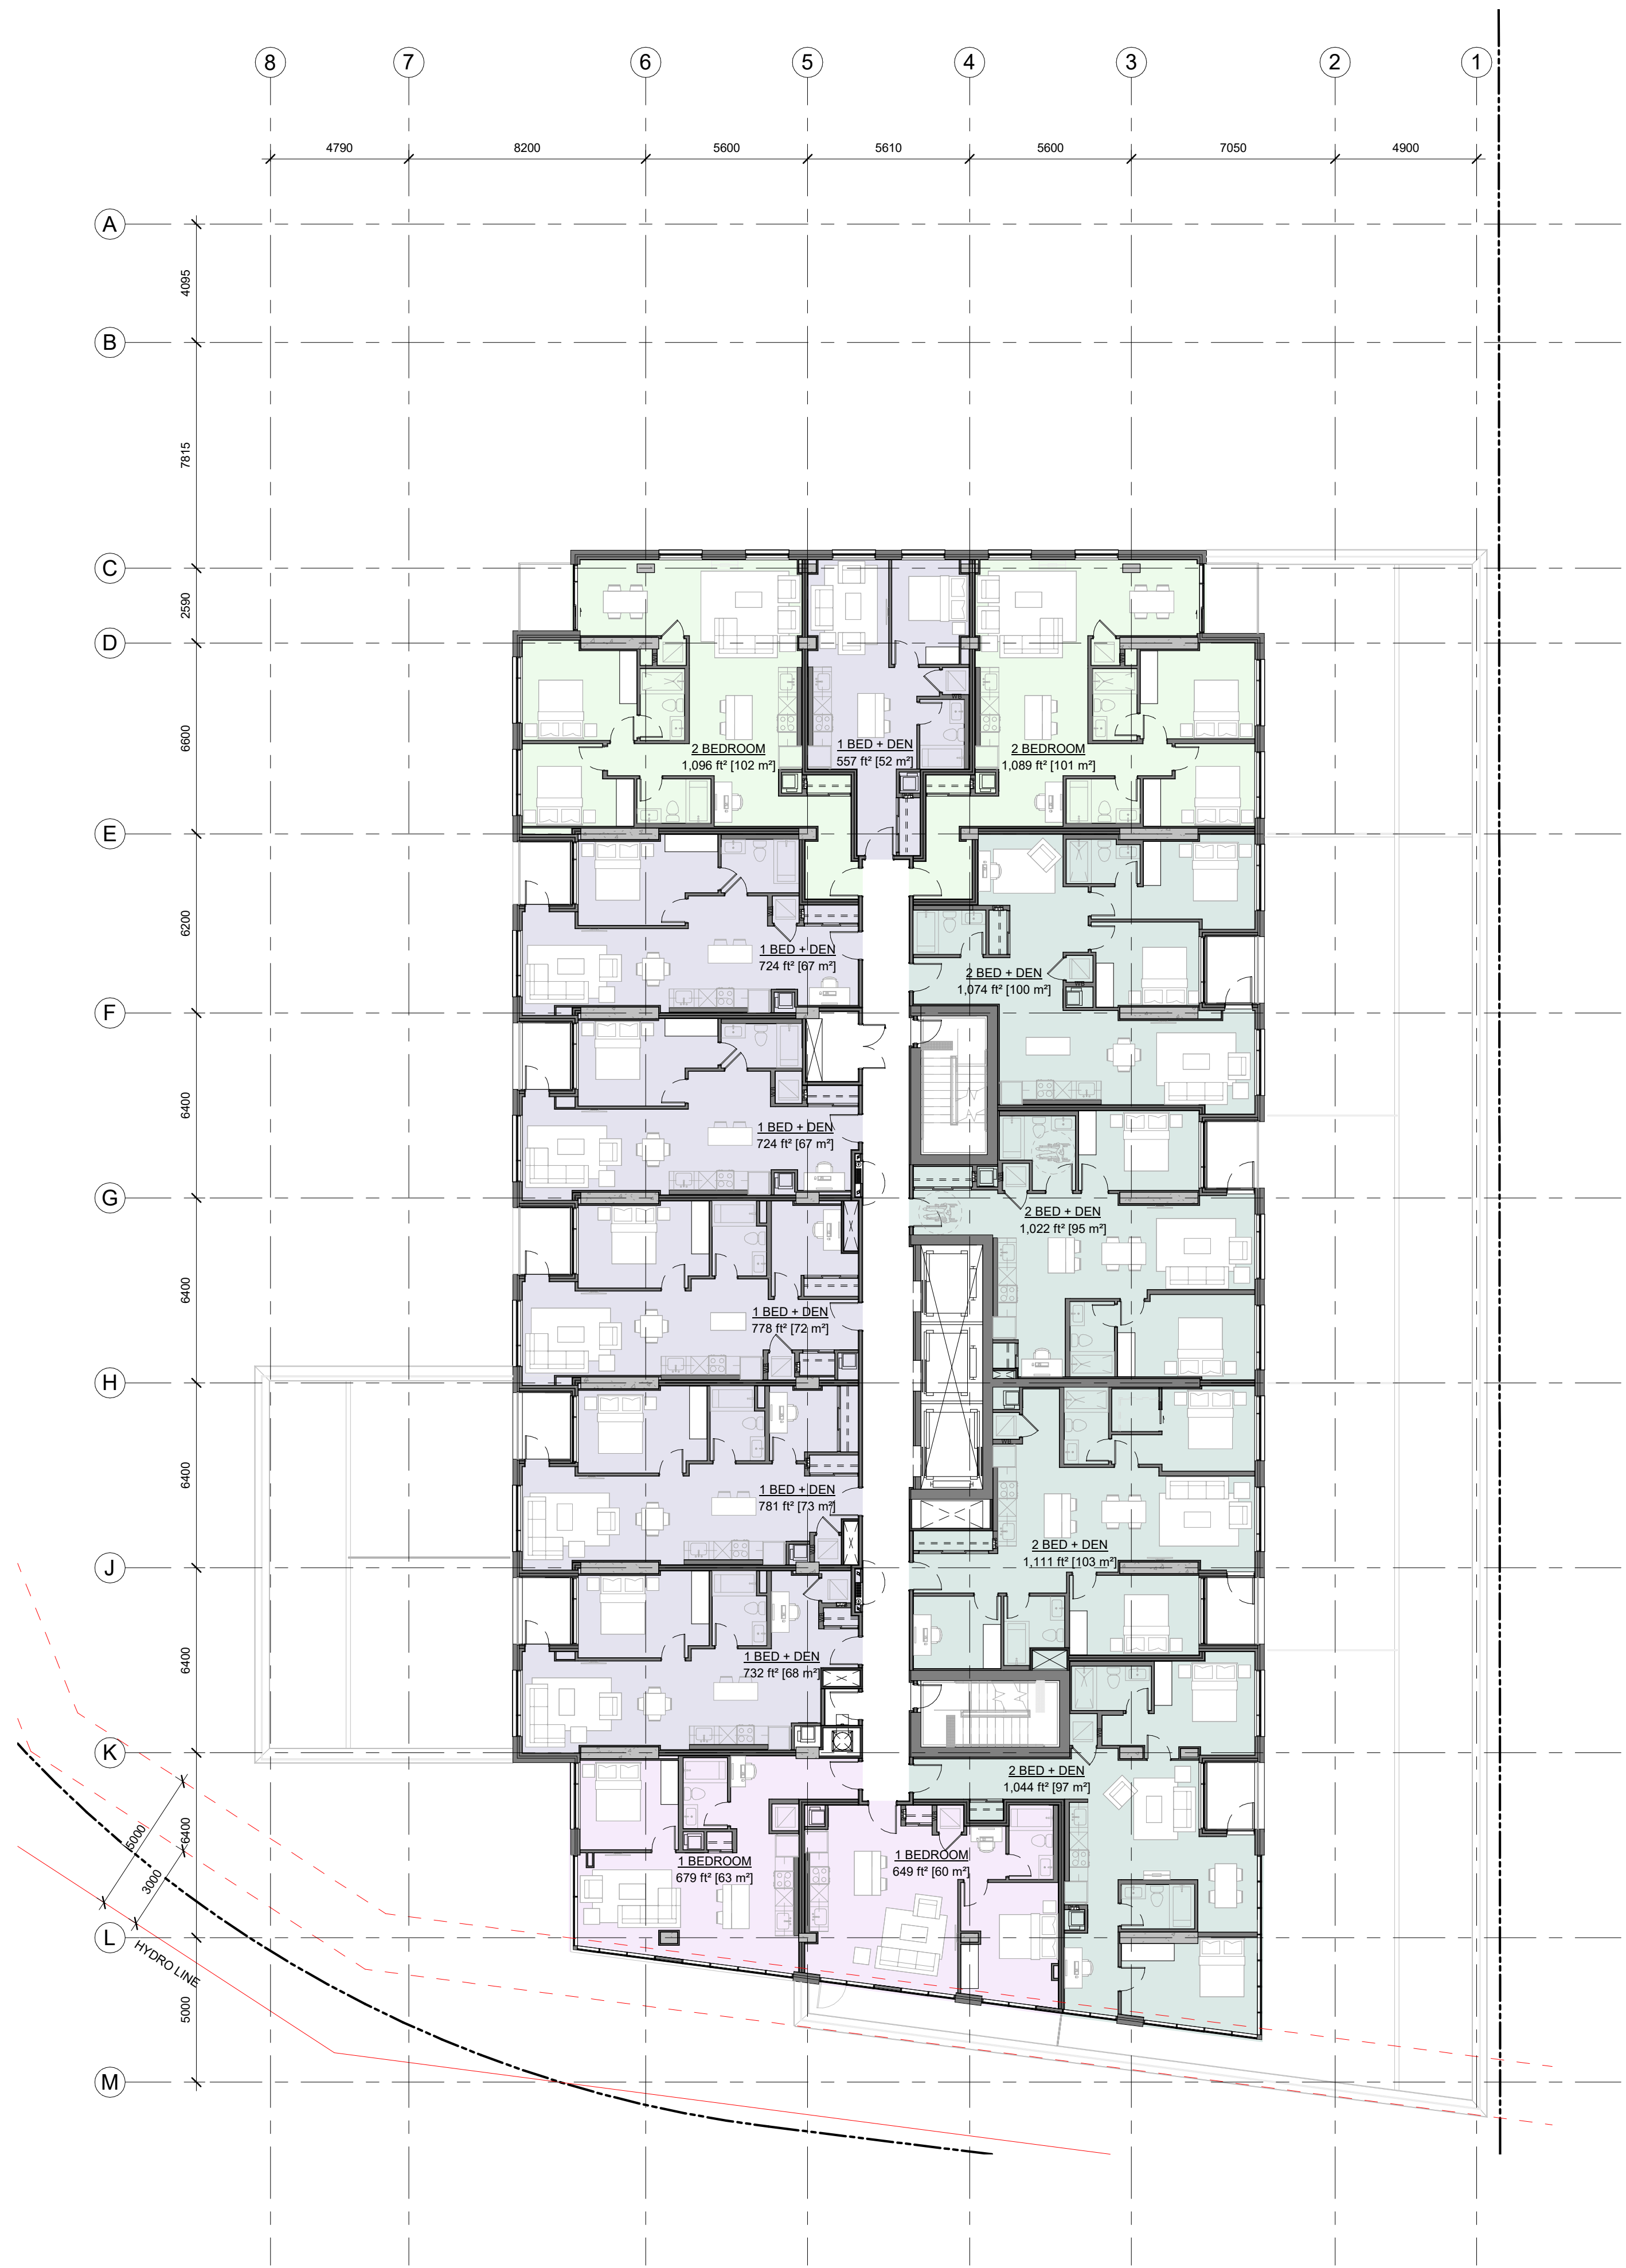 8 7 6 5 4 3 2 1
4790 8200 5600 5610 5600 7050 4900
A
4095
B
7815
C
2590
D
6600
2 BEDROOM
1,096 ft² [102 m²]
1 BED + DEN
557 ft² [52 m²]
2 BEDROOM
1,089 ft² [101 m²]
E
6200
1 BED + DEN
724 ft² [67 m²]
2 BED + DEN
1,074 ft² [100 m²]
F
6400
1 BED + DEN
724 ft² [67 m²]
G
2 BED + DEN
1,022 ft² [95 m²]
6400
1 BED + DEN
778 ft² [72 m²]
H
6400
1 BED + DEN
781 ft² [73 m²]
2 BED + DEN
1,111 ft² [103 m²]
J
6400
1 BED + DEN
732 ft² [68 m²]
K
2 BED + DEN
1,044 ft² [97 m²]
6400
5000
3000
1 BEDROOM
679 ft² [63 m²]
1 BEDROOM
649 ft² [60 m²]
L
HYDRO LINE
5000
M